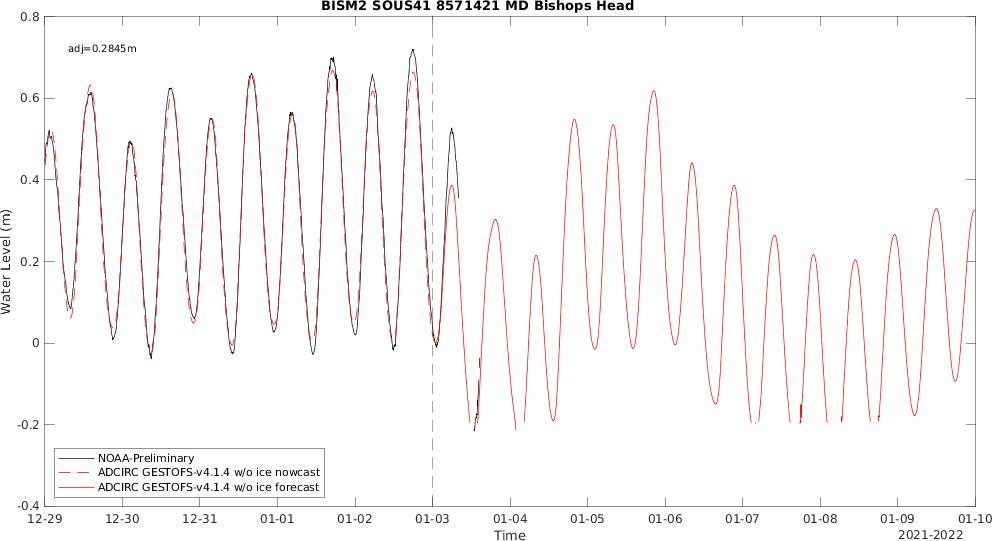 BISM2 SOUS41 8571421 MD Bishops Head
adj=0.2845m
0.8
0.6
0.4
0.2
0
-0.2
-0.4
Water Level (m)
NOAA-Preliminary
ADCIRC GESTOFS-v4.1.4 w/o ice nowcast
ADCIRC GESTOFS-v4.1.4 w/o ice forecast
12-29 12-30 12-31 01-01 01-02 01-03 01-04 01-05 01-06 01-07 01-08 01-09 01-10
Time
2021-2022